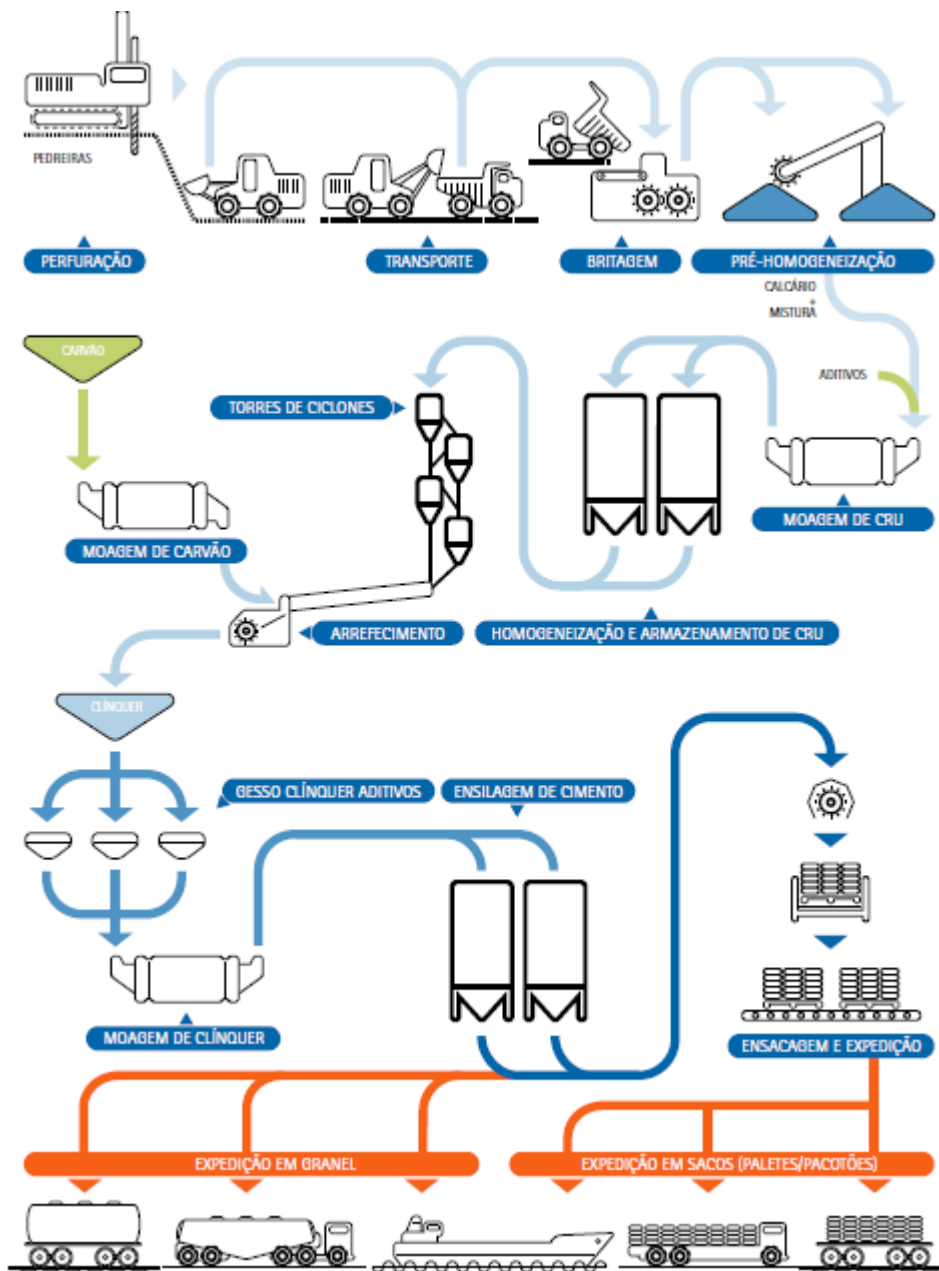 PEDREIRAS
PERFURAÇÃO
TRANSPORTE
BRITAGEM
PRÉ-HOMOGENEIZAÇÃO
CALCÁRIO
+
MISTURA
CARVÃO
ADITIVOS
TORRES DE CICLONES
MOAGEM DE CRU
MOAGEM DE CARVÃO
ARREFECIMENTO
HOMOGENEIZAÇÃO E ARMAZENAMENTO DE CRU
CLÍNQUER
GESSO CLÍNQUER ADITIVOS
ENSILAGEM DE CIMENTO
MOAGEM DE CLÍNQUER
ENSACAGEM E EXPEDIÇÃO
EXPEDIÇÃO EM GRANEL
EXPEDIÇÃO EM SACOS (PALETES/PACOTÕES)